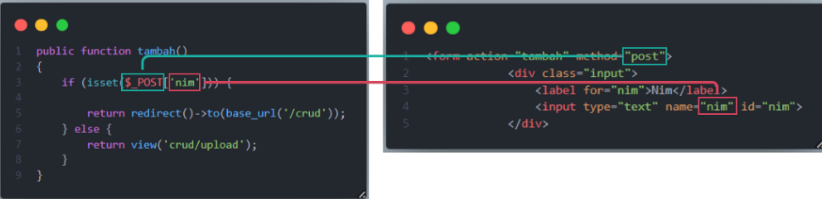 1 public function tambah()
2 {
3 if (isset($_POST['nim'])) {
4
5 return redirect()->to(base_url('/crud'));
6 } else {
7 return view('crud/upload');
8 }
9 }
1 <form action="tambah" method="post">
2 <div class="input">
3 <label for="nim">Nim</label>
4 <input type="text" name="nim" id="nim">
5 </div>